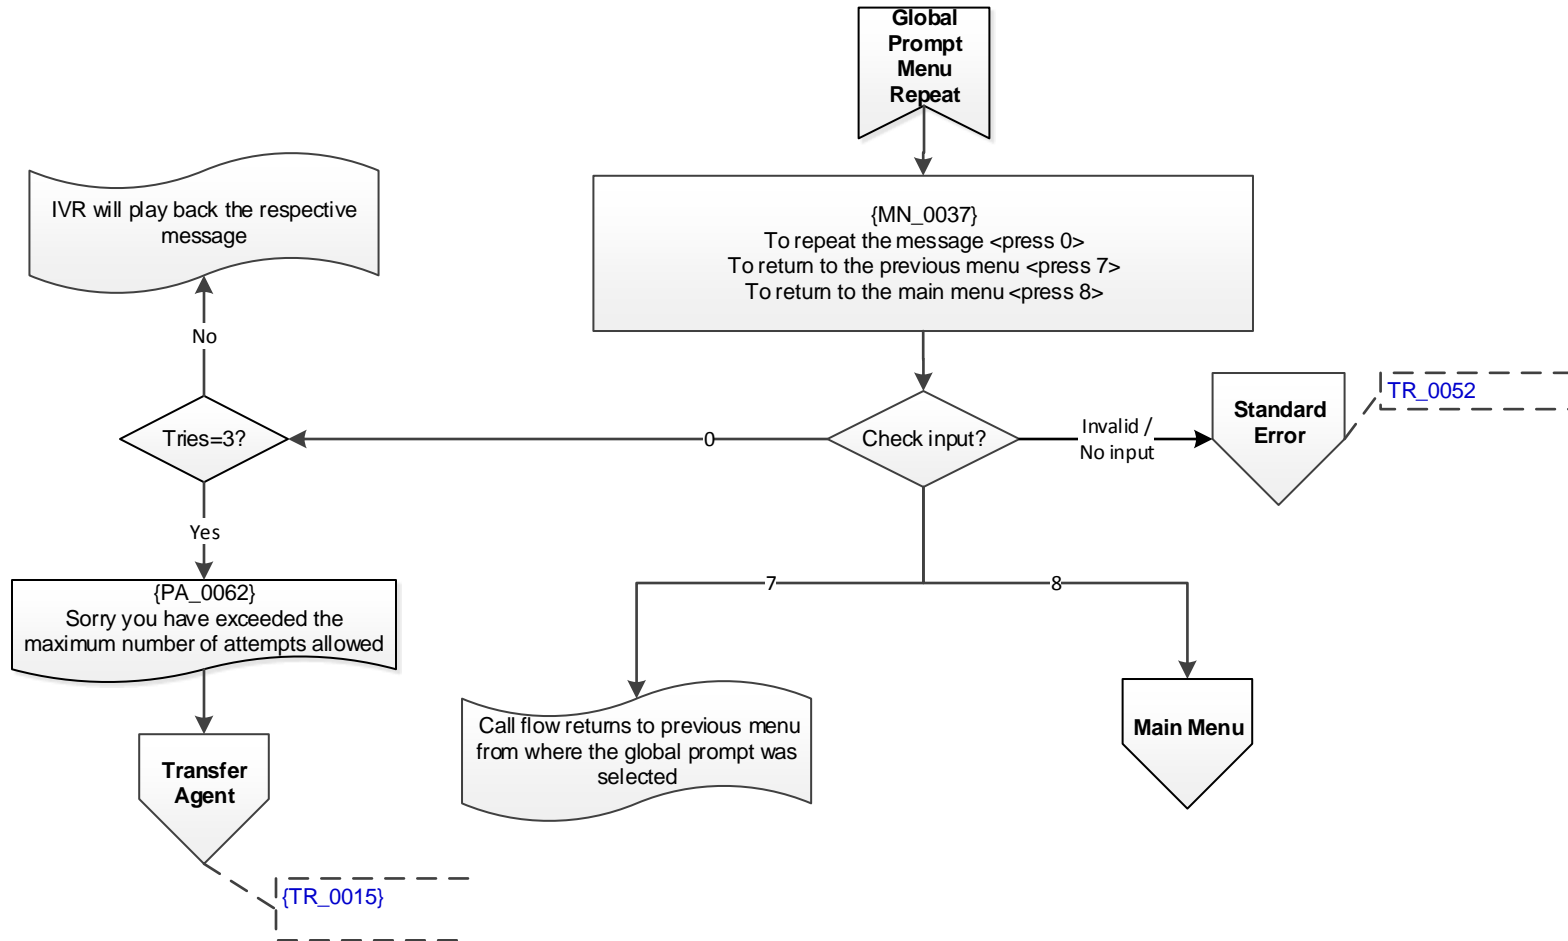 Global
Prompt
Menu
Repeat
{MN_0037}
To repeat the message <press 0>
To return to the previous menu <press 7>
To return to the main menu <press 8>
IVR will play back the respective
message
No
Tries=3?
0
Check input?
Invalid /
No input
Standard
Error
TR_0052
Yes
{PA_0062}
Sorry you have exceeded the
maximum number of attempts allowed
7
8
Call flow returns to previous menu
from where the global prompt was
selected
Main Menu
Transfer
Agent
{TR_0015}